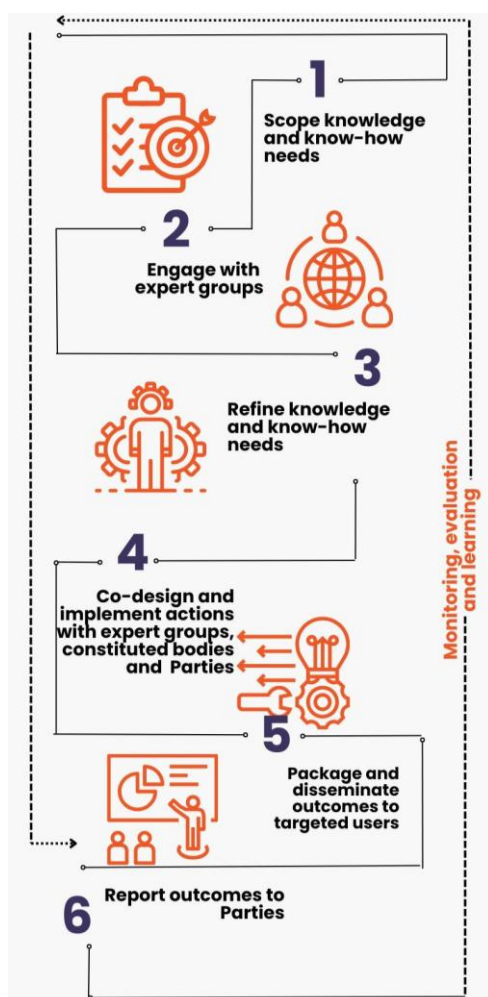 1
Scope knowledge
and know-how
needs
2
Engage with
expert groups
3
Refine knowledge
and know-how
needs
4
Co-design and
implement actions
with expert groups,
constituted bodies
and Parties
5
Package and
disseminate
outcomes to
targeted users
6
Report outcomes to
Parties
Monitoring, evaluation
and learning